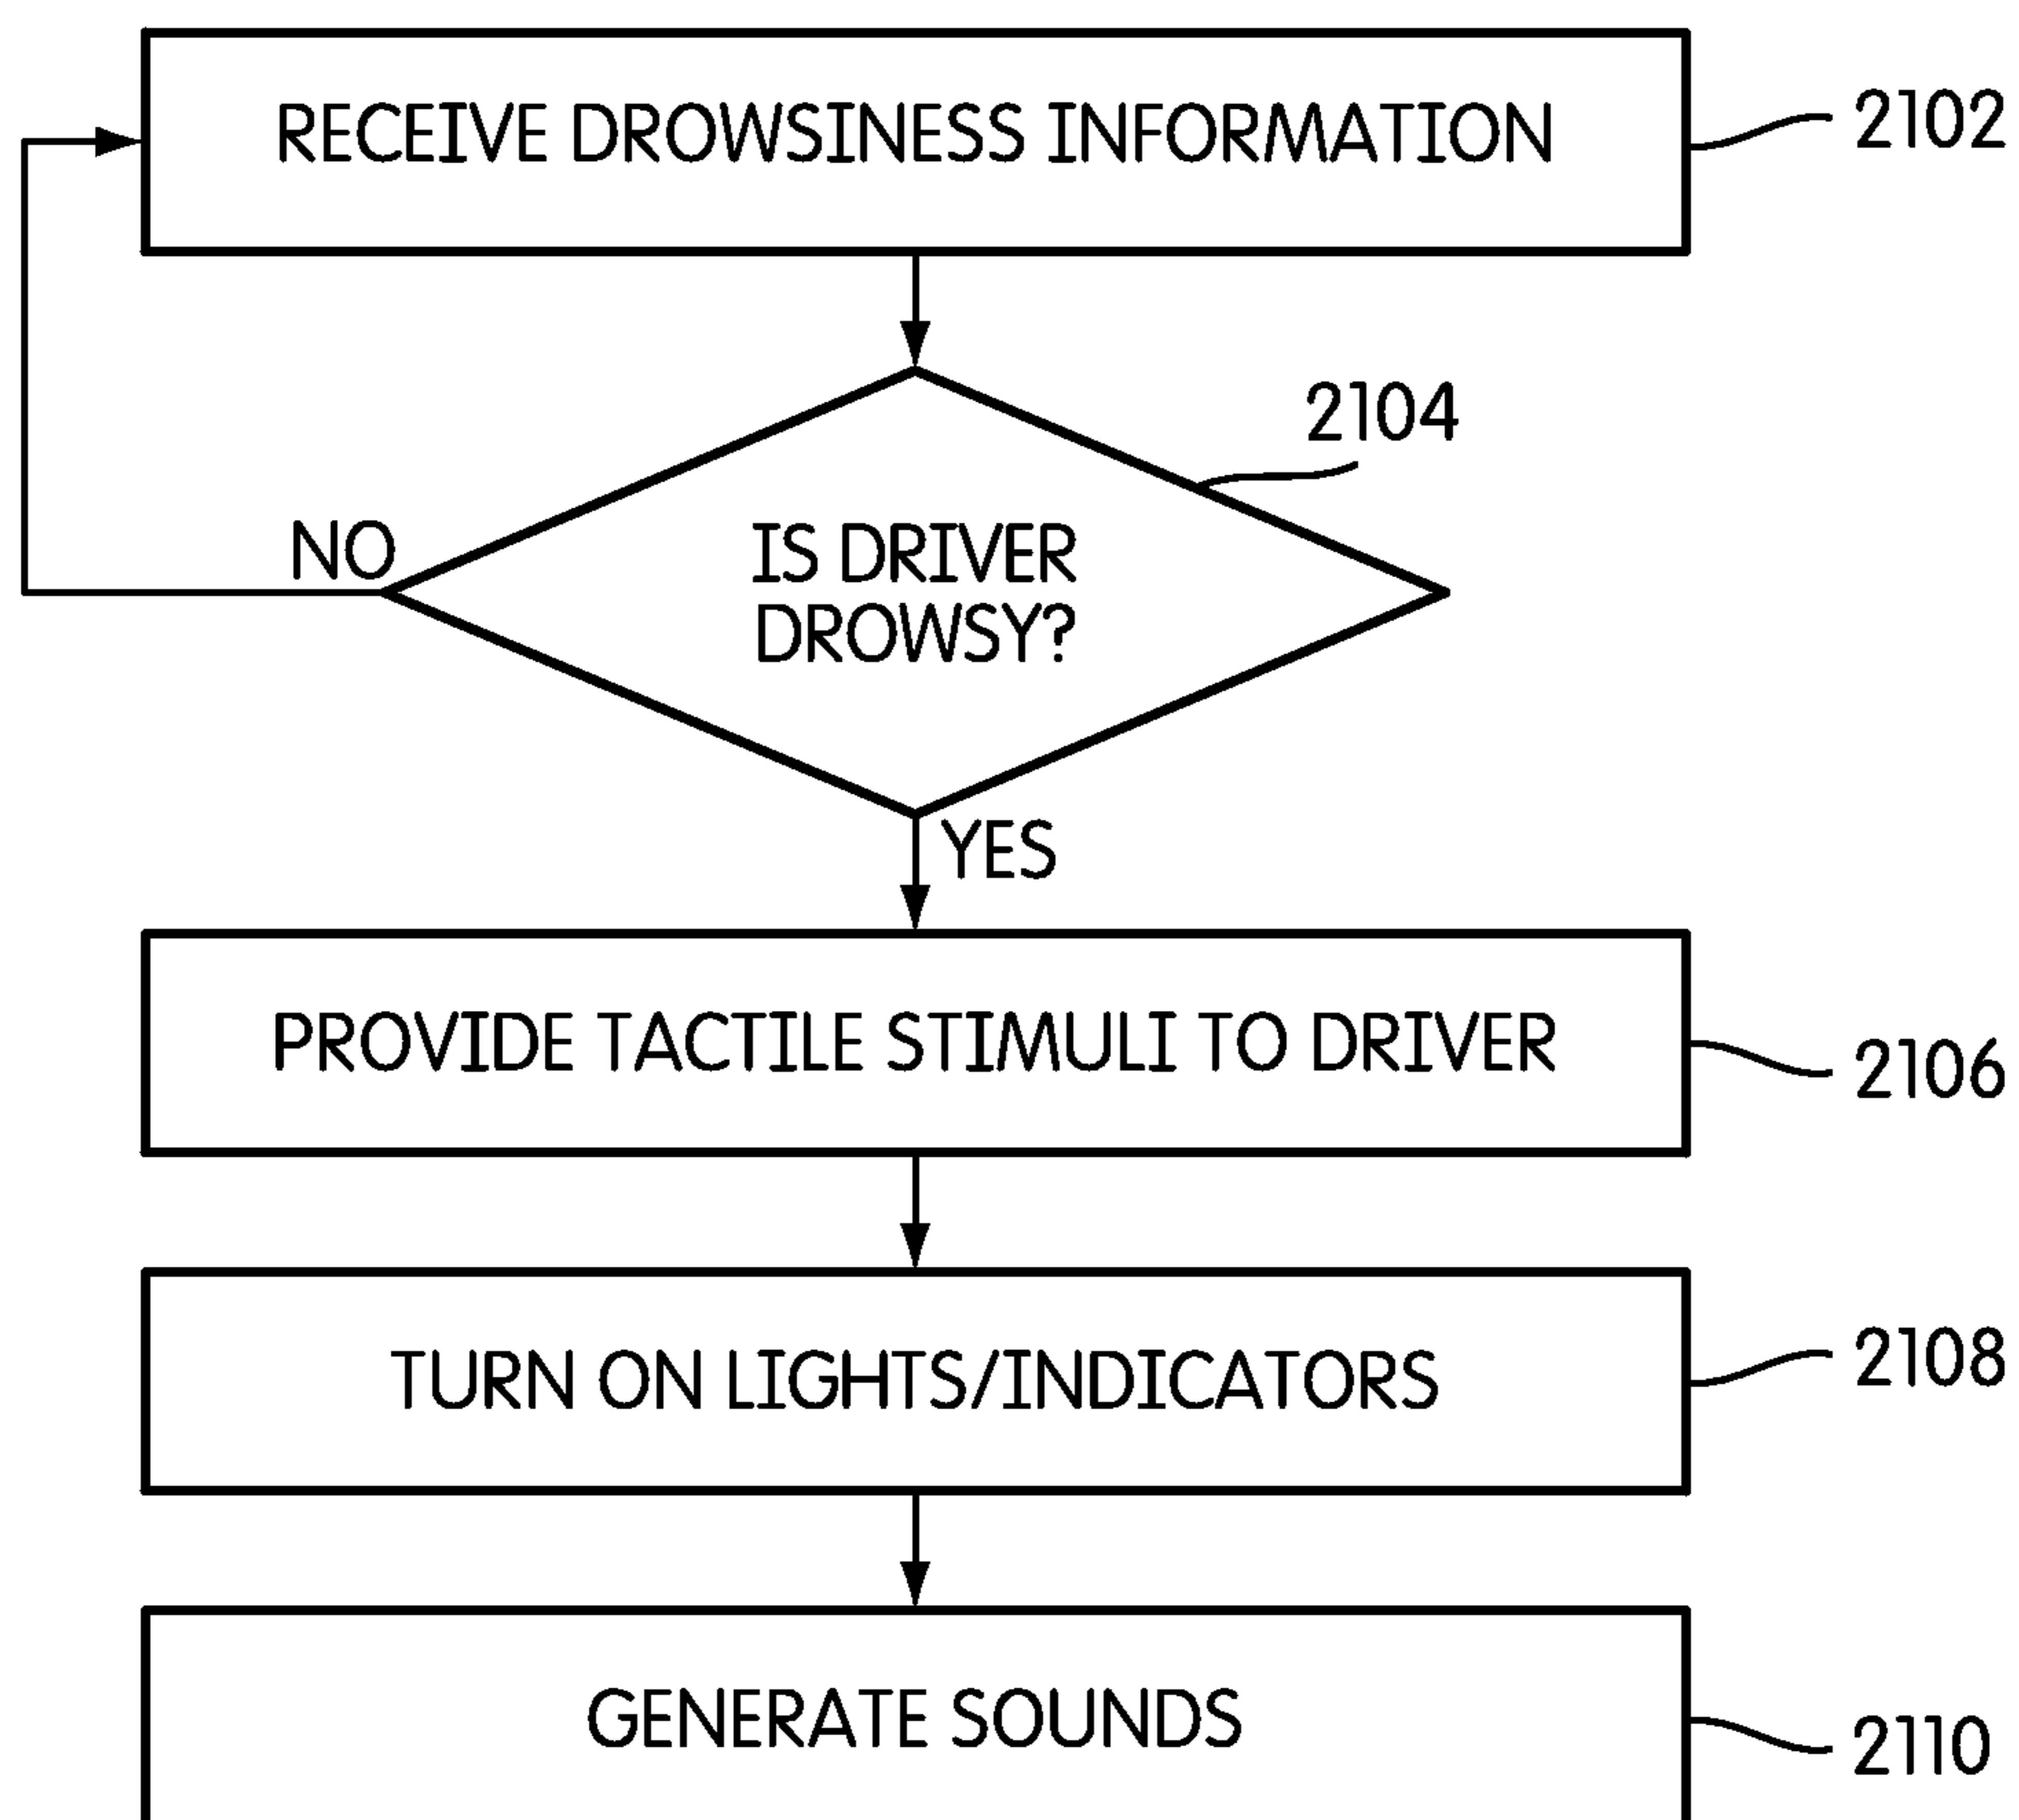 RECEIVE DROWSINESS INFORMATION
2102
2104
IS DRIVER
DROWSY?
NO
YES
PROVIDE TACTILE STIMULI TO DRIVER
2106
TURN ON LIGHTS/INDICATORS
2108
GENERATE SOUNDS
2110